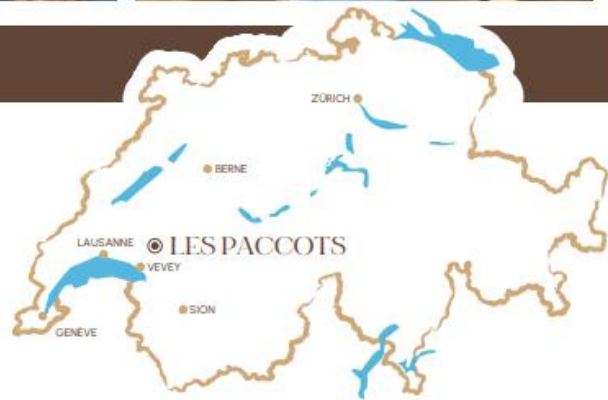 ZÜRICH
BERNE
LAUSANNE
LES PACCOTS
VEVEY
SION
GENÈVE